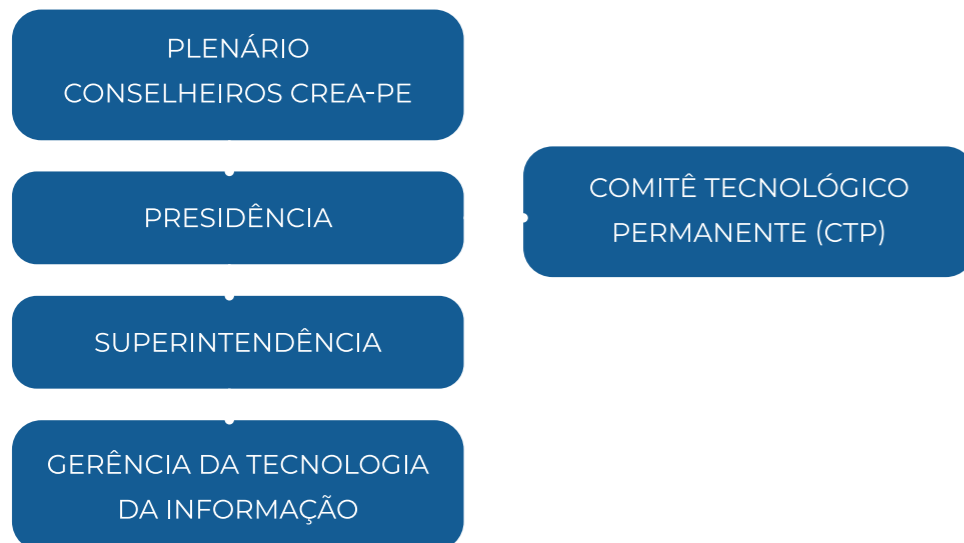 PLENÁRIO
CONSELHEIROS CREA-PE
PRESIDÊNCIA
COMITÊ TECNOLÓGICO
PERMANENTE (CTP)
SUPERINTENDÊNCIA
GERÊNCIA DA TECNOLOGIA
DA INFORMAÇÃO